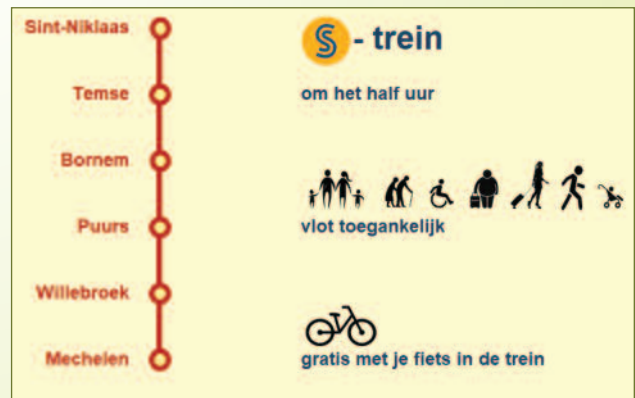 Sint-Niklaas
Temse
Bornem
Puurs
Willebroek
Mechelen
S - trein
om het half uur
vlot toegankelijk
gratis met je fiets in de trein